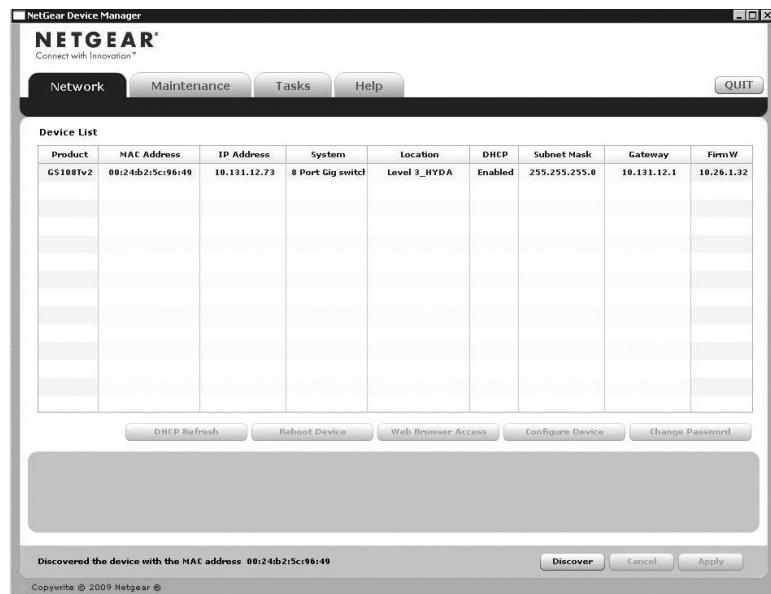 NetGear Device Manager
NETGEAR®
Connect with Innovation™
Network Maintenance Tasks Help QUIT
Device List
Product MAC Address IP Address System Location DHCP Subnet Mask Gateway FirmW
GS108Tv2 00:24:b2:5c:96:49 10.131.12.73 8 Port Gig switch Level 3_HYDA Enabled 255.255.255.0 10.131.12.1 10.26.1.32
DHCP Refresh Reboot Device Web Browser Access Configure Device Change Password
Discovered the device with the MAC address 00:24:b2:5c:96:49
Discover Cancel Apply
Copywrite © 2009 Netgear ®